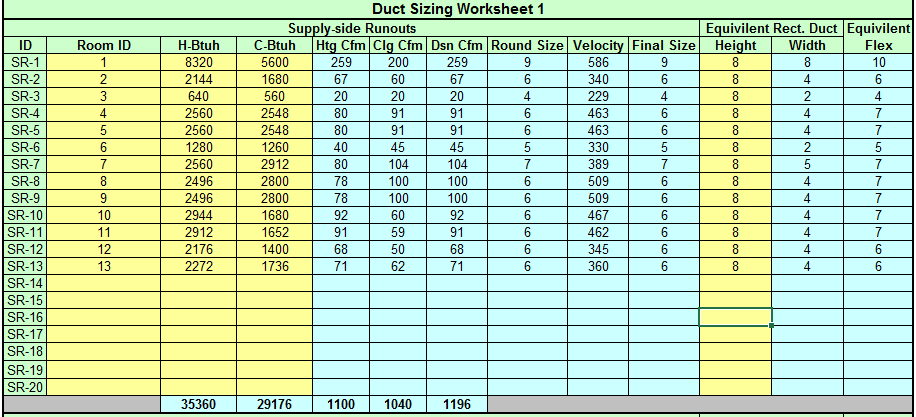 Duct Sizing Worksheet 1
Supply-side Runouts Equivilent Rect. Duct Equivilent
ID Room ID H-Btuh C-Btuh Htg Cfm Clg Cfm Dsn Cfm Round Size Velocity Final Size Height Width Flex
SR-1 1 8320 5600 259 200 259 9 586 9 8 8 10
SR-2 2 2144 1680 67 60 67 6 340 6 8 4 6
SR-3 3 640 560 20 20 20 4 229 4 8 2 4
SR-4 4 2560 2548 80 91 91 6 463 6 8 4 7
SR-5 5 2560 2548 80 91 91 6 463 6 8 4 7
SR-6 6 1280 1260 40 45 45 5 330 5 8 2 5
SR-7 7 2560 2912 80 104 104 7 389 7 8 5 7
SR-8 8 2496 2800 78 100 100 6 509 6 8 4 7
SR-9 9 2496 2800 78 100 100 6 509 6 8 4 7
SR-10 10 2944 1680 92 60 92 6 467 6 8 4 7
SR-11 11 2912 1652 91 59 91 6 462 6 8 4 7
SR-12 12 2176 1400 68 50 68 6 345 6 8 4 6
SR-13 13 2272 1736 71 62 71 6 360 6 8 4 6
SR-14
SR-15
SR-16
SR-17
SR-18
SR-19
SR-20
35360 29176 1100 1040 1196